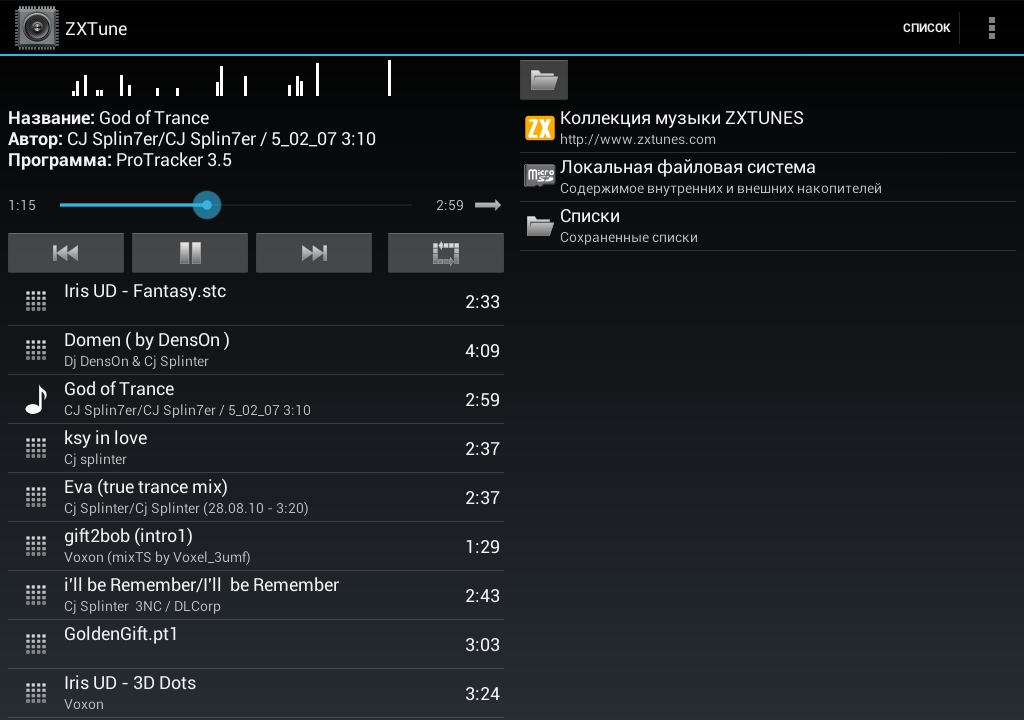 ZXTune
СПИСОК
Название: God of Trance
Автор: CJ Splin7er/CJ Splin7er / 5_02_07 3:10
Программа: ProTracker 3.5
1:15
2:59
Iris UD - Fantasy.stc
2:33
Domen ( by DensOn )
Dj DensOn & Cj Splinter
4:09
God of Trance
CJ Splin7er/CJ Splin7er / 5_02_07 3:10
2:59
ksy in love
Cj splinter
2:37
Eva (true trance mix)
Cj Splinter/Cj Splinter (28.08.10 - 3:20)
2:37
gift2bob (intro1)
Voxon (mixTS by Voxel_3umf)
1:29
i'll be Remember/I'll  be Remember
Cj Splinter  3NC / DLCorp
2:43
GoldenGift.pt1
3:03
Iris UD - 3D Dots
Voxon
3:24
ZX
Коллекция музыки ZXTUNES
http://www.zxtunes.com
Micro SD
Локальная файловая система
Содержимое внутренних и внешних накопителей
Списки
Сохраненные списки